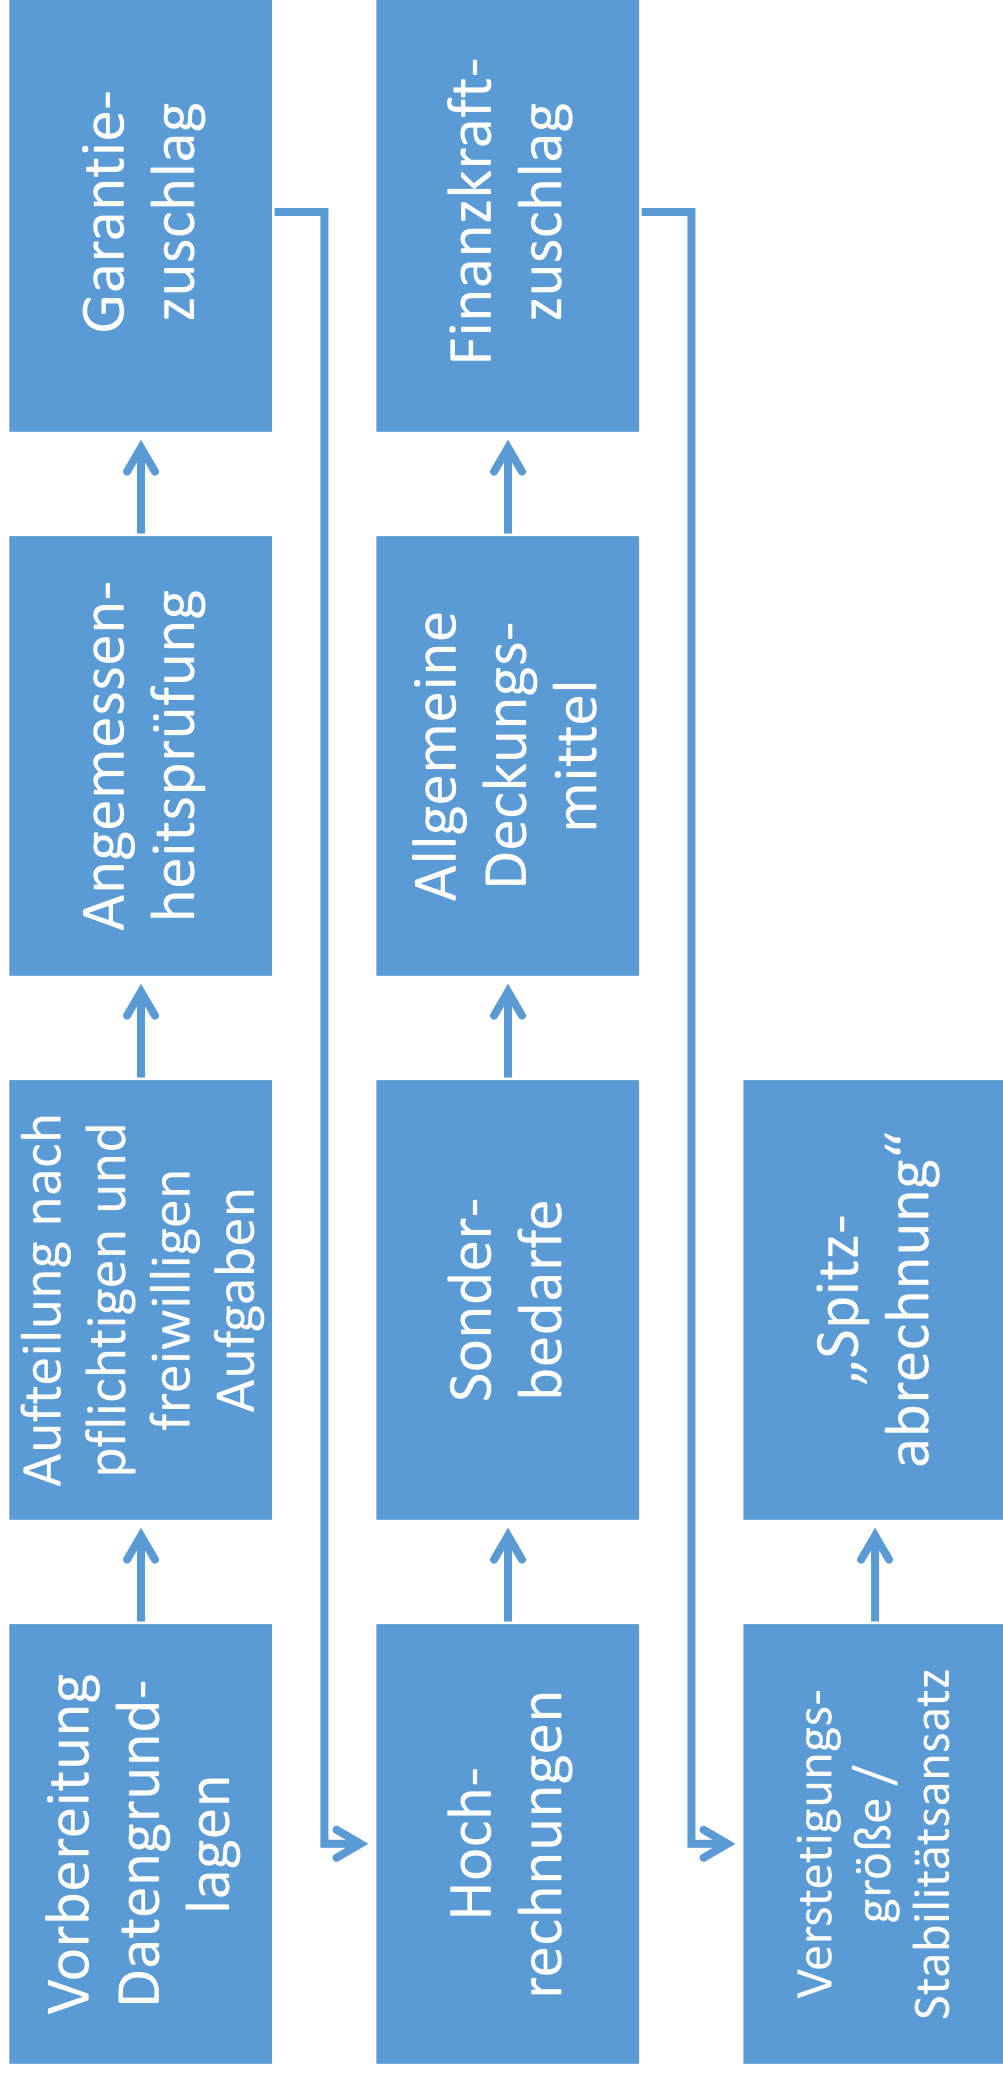 Vorbereitung
Datengrund-
lagen
Aufteilung nach
pflichtigen und
freiwilligen
Aufgaben
Angemessen-
heitsprüfung
Garantie-
zuschlag
Hoch-
rechnungen
Sonder-
bedarfe
Allgemeine
Deckungs-
mittel
Finanzkraft-
zuschlag
Verstetigungs-
größe /
Stabilitätsansatz
„Spitz-
abrechnung“